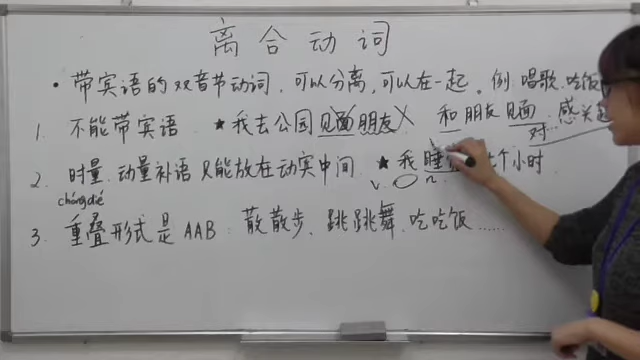 离合动词
• 带宾语的双音节动词，可以分离，可以在一起。例：唱歌、吃饭
1. 不能带宾语 ★我去公园见面朋友 × 和朋友见面 感兴趣
对…
2. 时量、动量补语只能放在动宾中间 ★我睡 个小时
v. n.
chóngdié
3. 重叠形式是AAB：散散步、跳跳舞、吃吃饭……